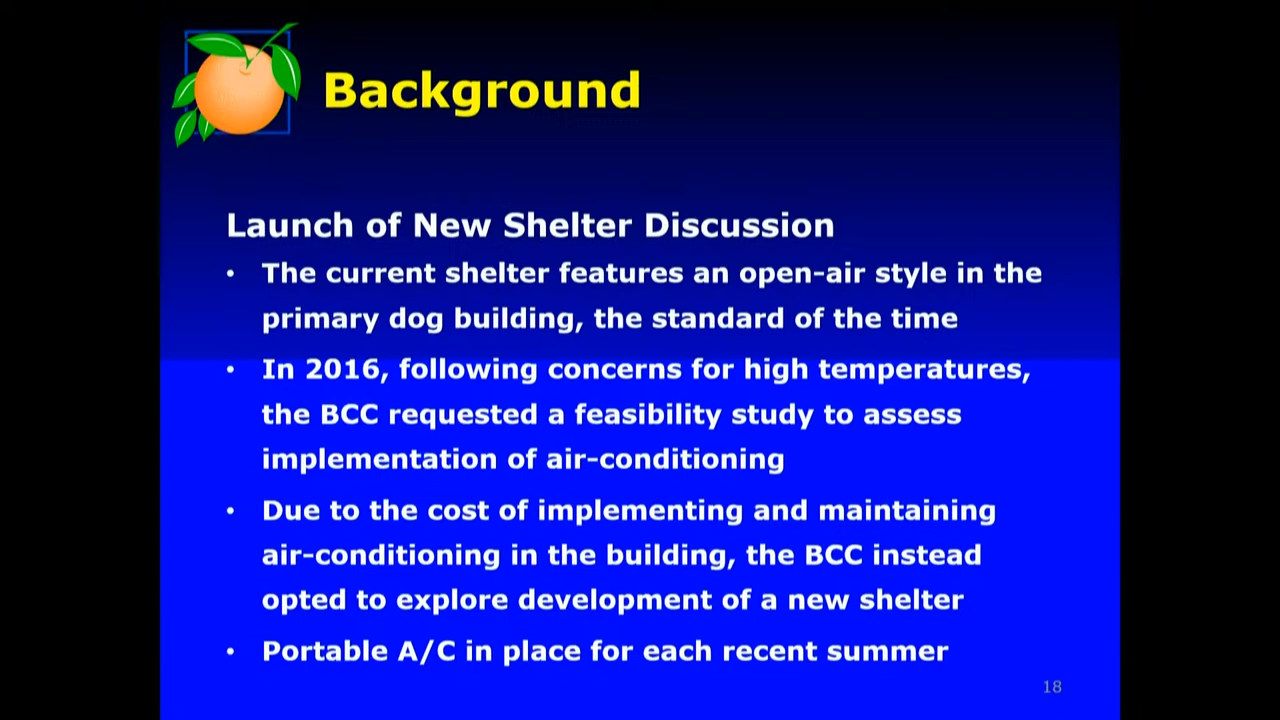 Background
Launch of New Shelter Discussion
• The current shelter features an open-air style in the
primary dog building, the standard of the time
• In 2016, following concerns for high temperatures,
the BCC requested a feasibility study to assess
implementation of air-conditioning
• Due to the cost of implementing and maintaining
air-conditioning in the building, the BCC instead
opted to explore development of a new shelter
• Portable A/C in place for each recent summer
18